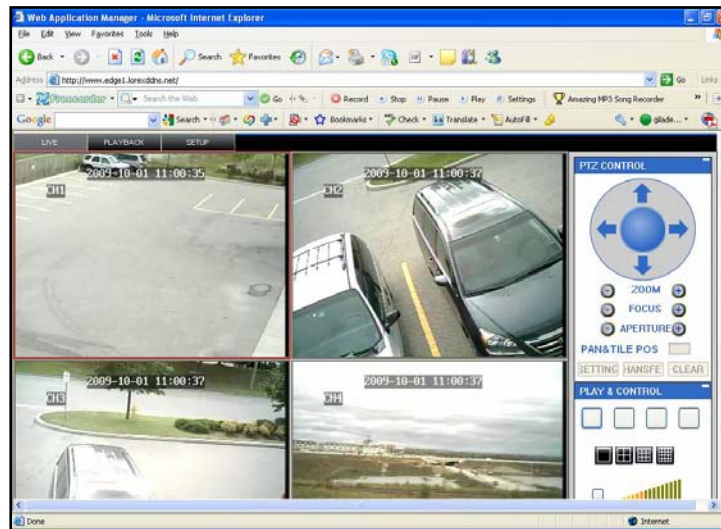 Web Application Manager - Microsoft Internet Explorer
File Edit View Favorites Tools Help
Back Search Favorites
Address http://www.edge1.lorexddns.net/ Go Links
Freecorder Search the Web Go Record Stop Pause Play Settings Amazing MP3 Song Recorder
Google Search Bookmarks Check Translate AutoFill glade...
LIVE PLAYBACK SETUP
2009-10-01 11:00:35
CH1
2009-10-01 11:00:37
CH2
2009-10-01 11:00:37
CH3
2009-10-01 11:00:37
CH4
PTZ CONTROL
ZOOM
FOCUS
APERTURE
PAN&TILE POS
SETTING HANSFE CLEAR
PLAY & CONTROL
Done Internet